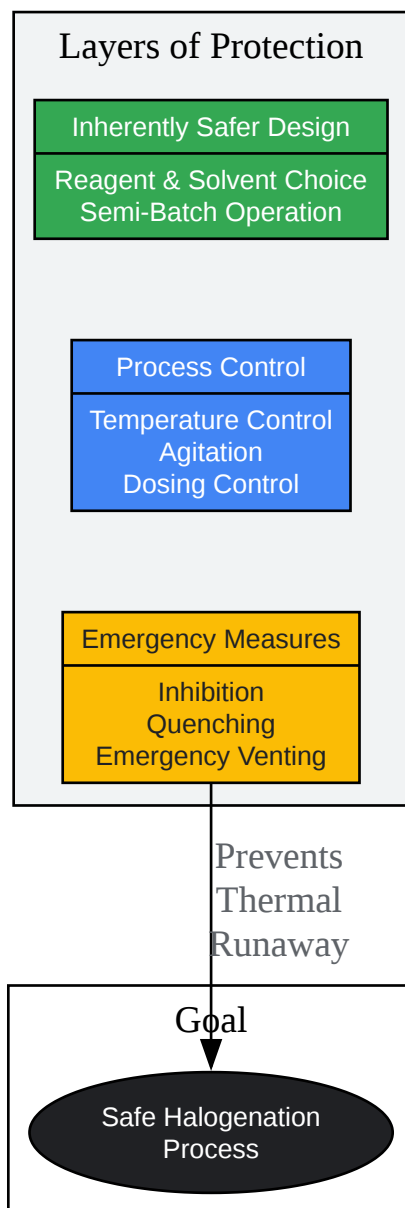 Layers of Protection
Inherently Safer Design
Reagent & Solvent Choice
Semi-Batch Operation
Process Control
Temperature Control
Agitation
Dosing Control
Emergency Measures
Inhibition
Quenching
Emergency Venting
Prevents
Thermal
Runaway
Goal
Safe Halogenation
Process